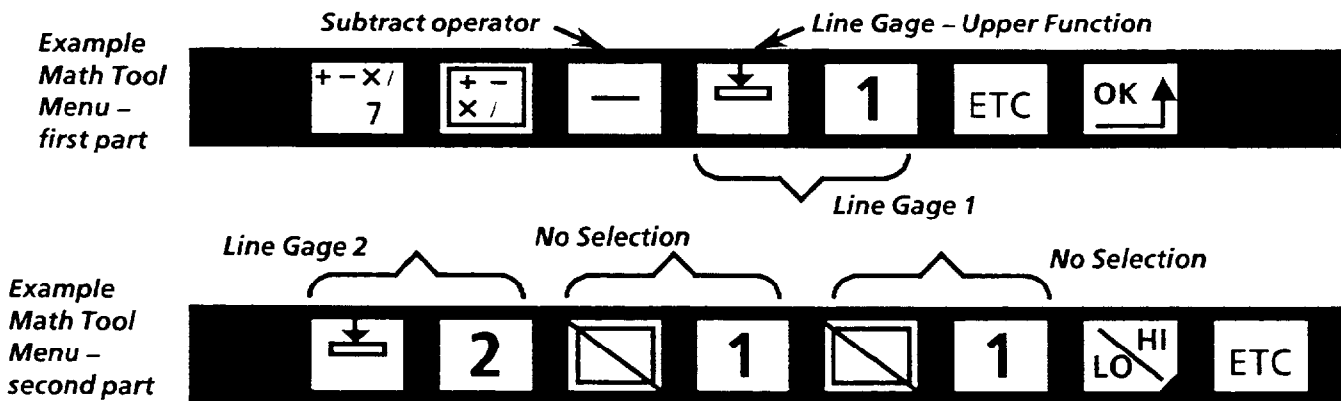 Subtract operator
Line Gage – Upper Function
Example
Math Tool
Menu –
first part
+ − × /
7
+ −
× /
—
1
ETC
OK
Line Gage 1
Line Gage 2
No Selection
No Selection
Example
Math Tool
Menu –
second part
2
1
1
LO HI
ETC